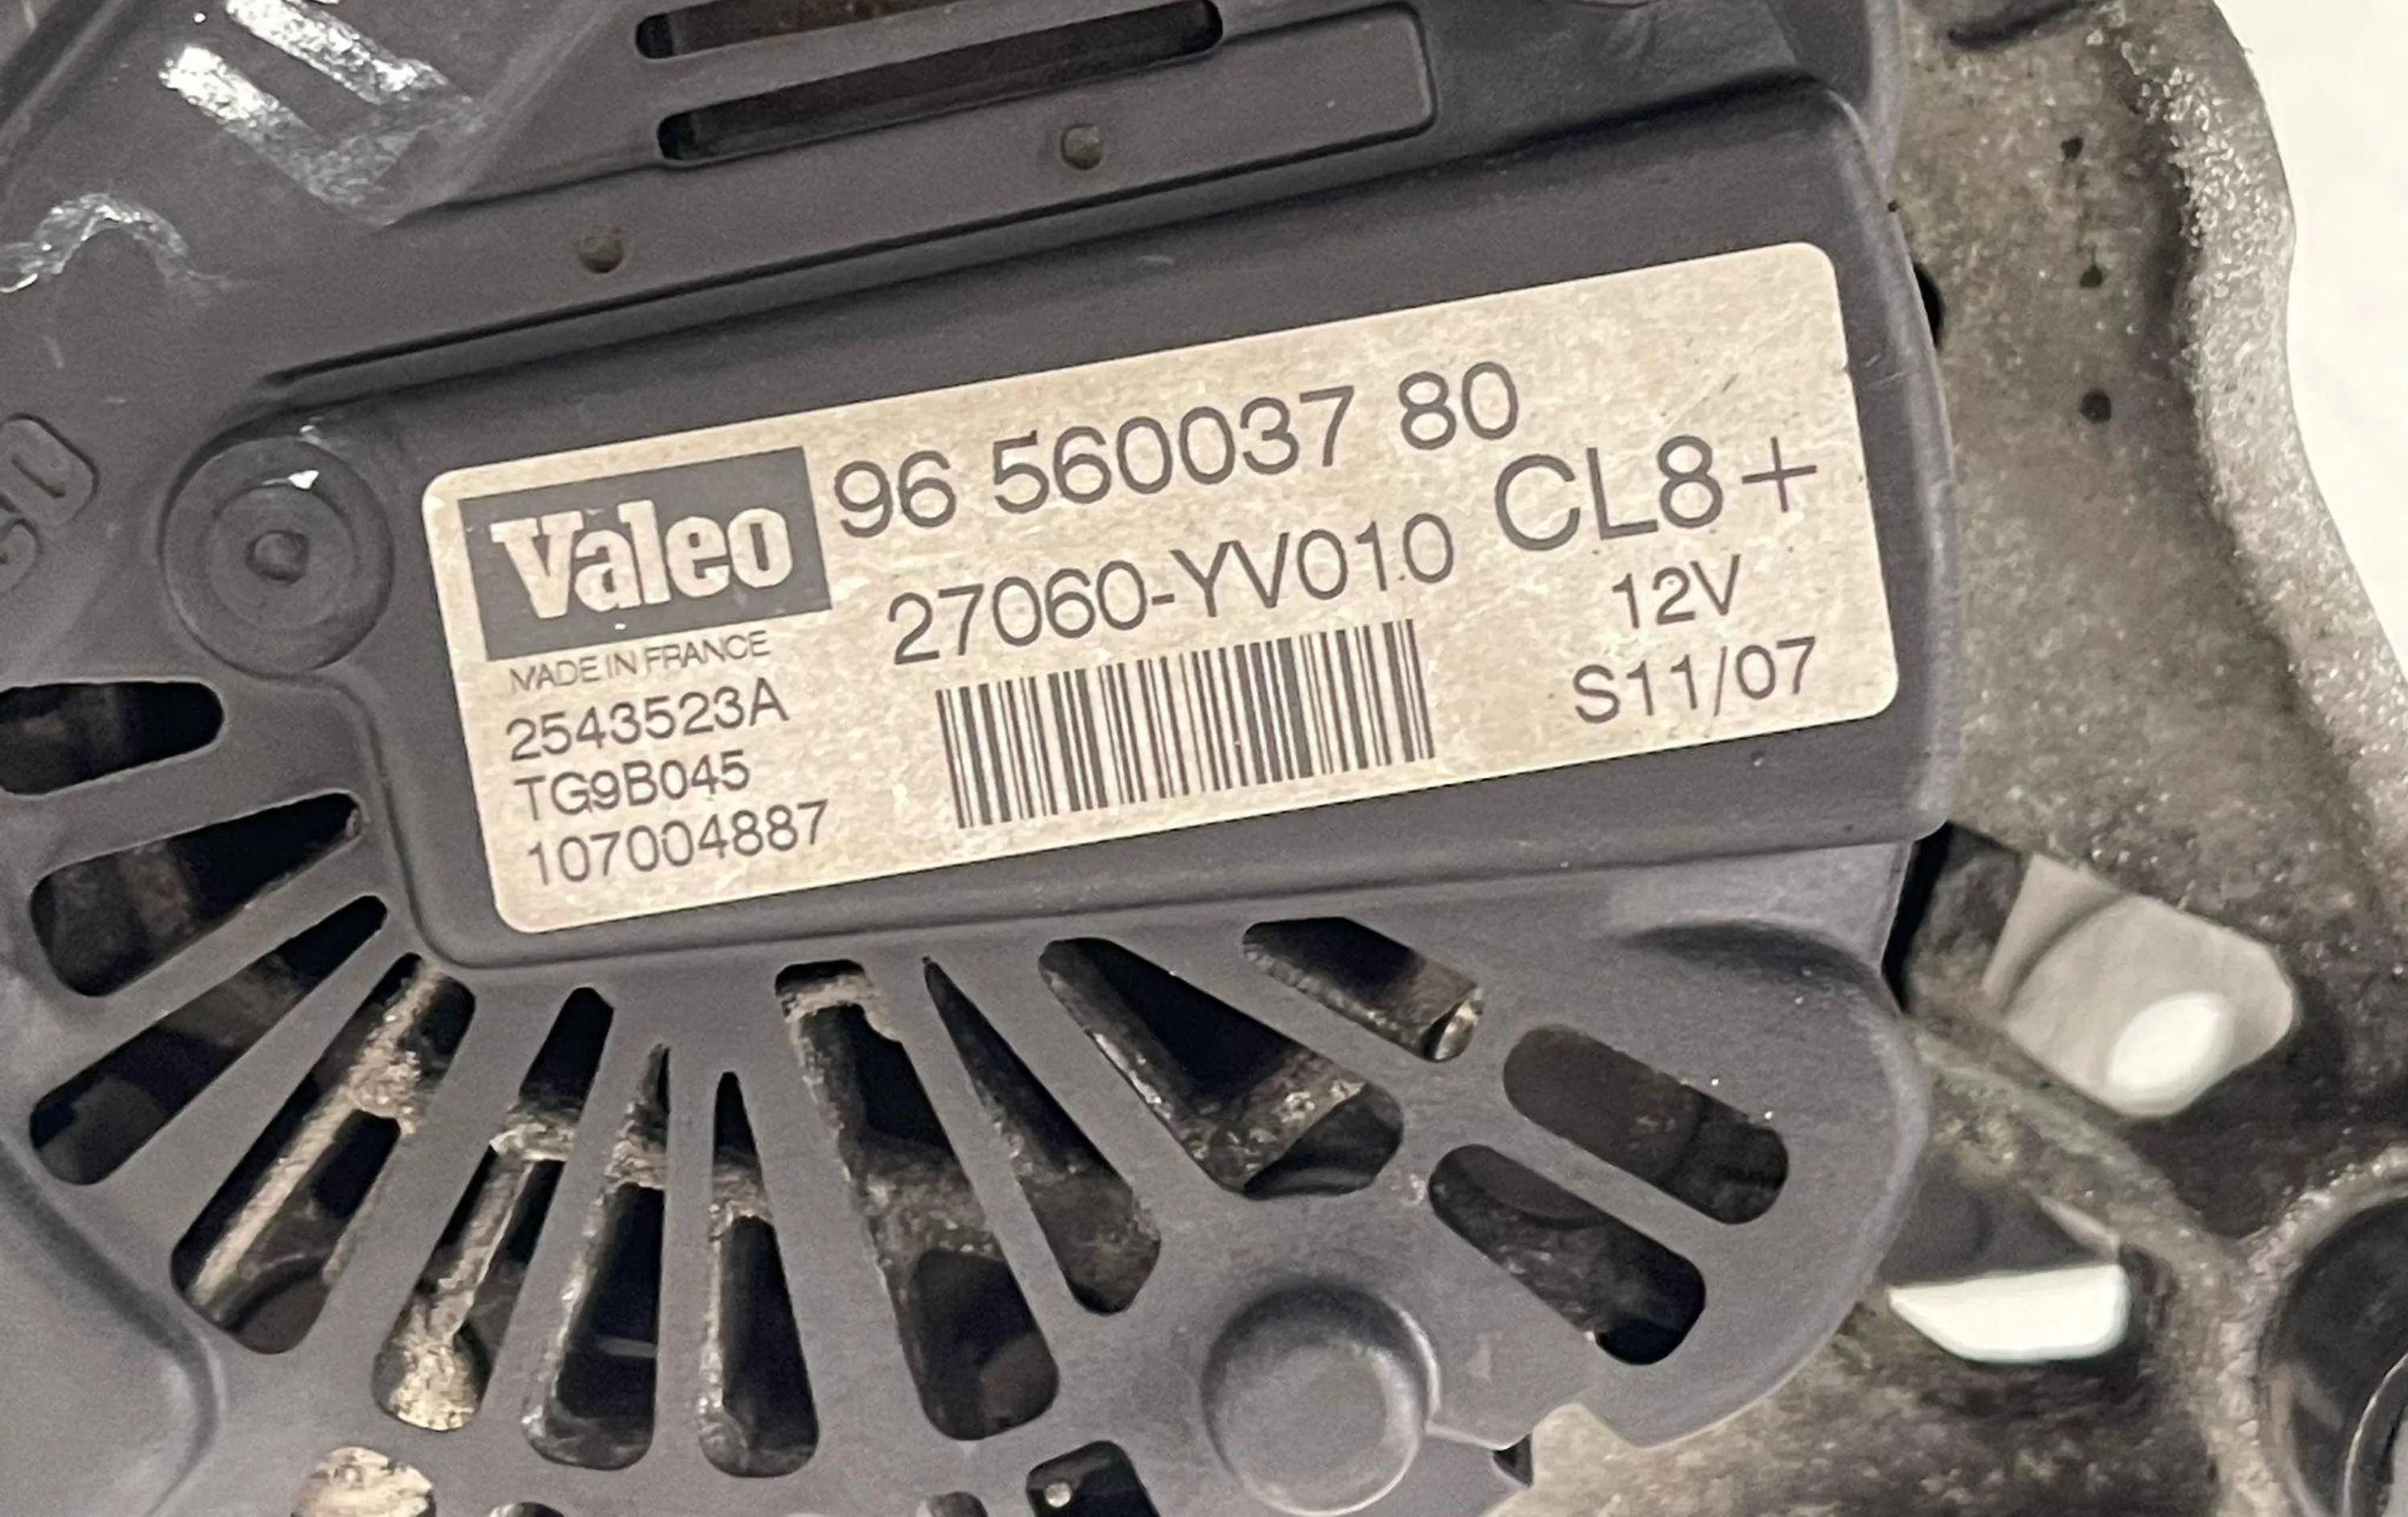 Valeo
96 560037 80
CL8+
27060-YV010
12V
S11/07
MADE IN FRANCE
2543523A
TG9B045
107004887